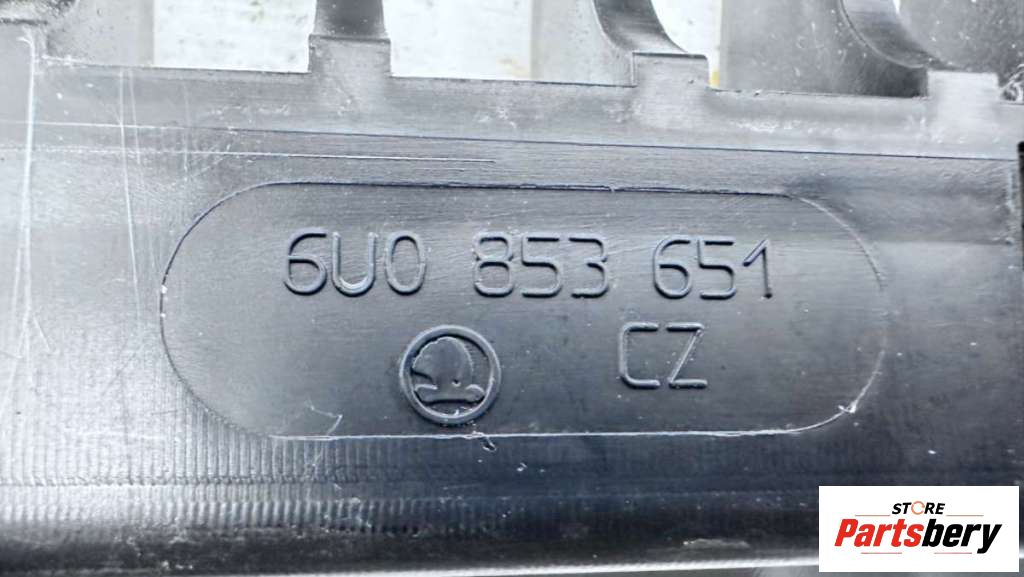 6U0 853 651
CZ
STORE
Partsbery